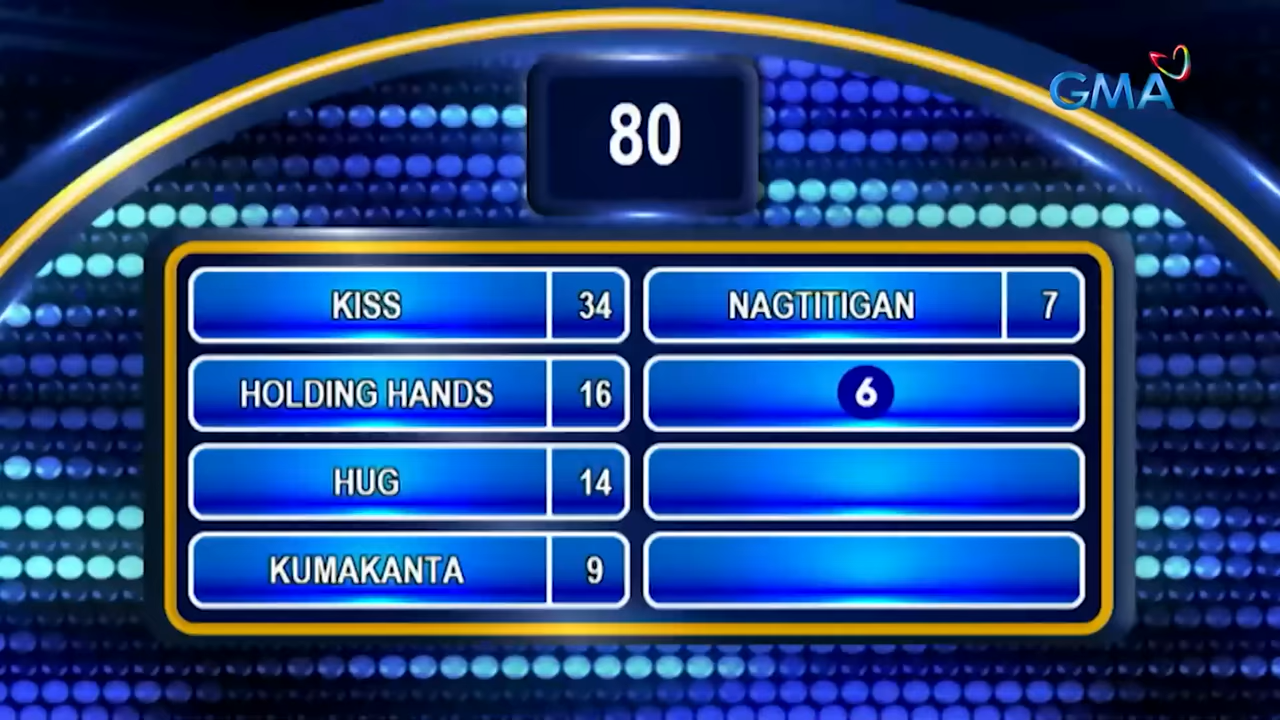 GMA
80
KISS 34
HOLDING HANDS 16
HUG 14
KUMAKANTA 9
NAGTITIGAN 7
6